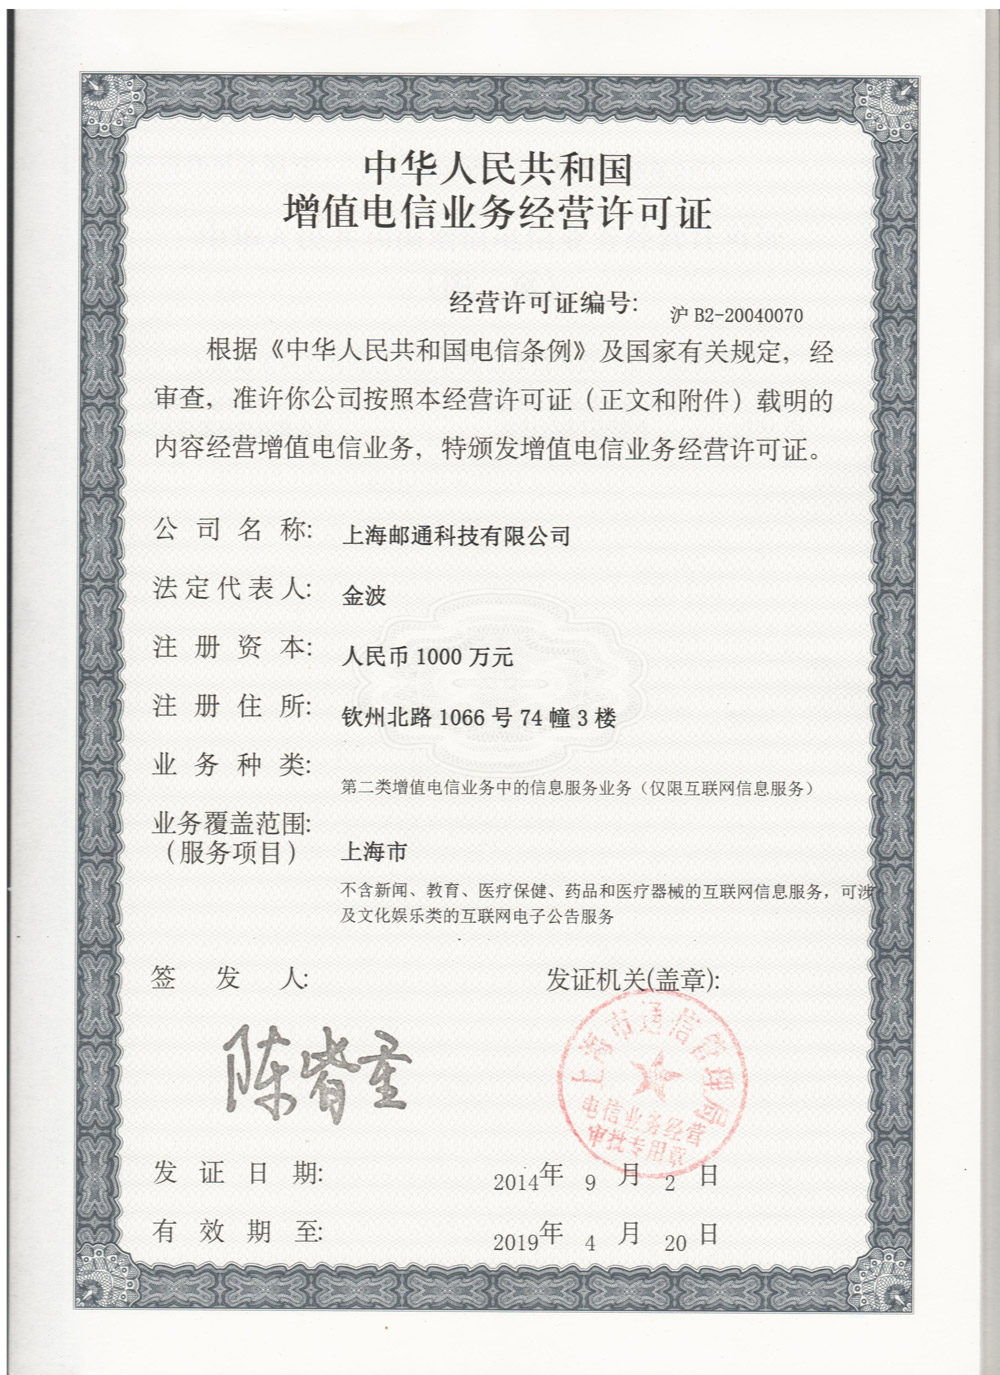 中华人民共和国
增值电信业务经营许可证
经营许可证编号: 沪 B2-20040070
根据《中华人民共和国电信条例》及国家有关规定，经
审查，准许你公司按照本经营许可证（正文和附件）载明的
内容经营增值电信业务，特颁发增值电信业务经营许可证。
公司名称: 上海邮通科技有限公司
法定代表人: 金波
注册资本: 人民币 1000 万元
注册住所: 钦州北路 1066 号 74 幢 3 楼
业务种类: 第二类增值电信业务中的信息服务业务（仅限互联网信息服务）
业务覆盖范围:
（服务项目） 上海市
不含新闻、教育、医疗保健、药品和医疗器械的互联网信息服务，可涉
及文化娱乐类的互联网电子公告服务
签发人: 发证机关(盖章):
上海市通信管理局
电信业务经营
审批专用章
发证日期: 2014年 9 月 2 日
有效期至: 2019年 4 月 20 日